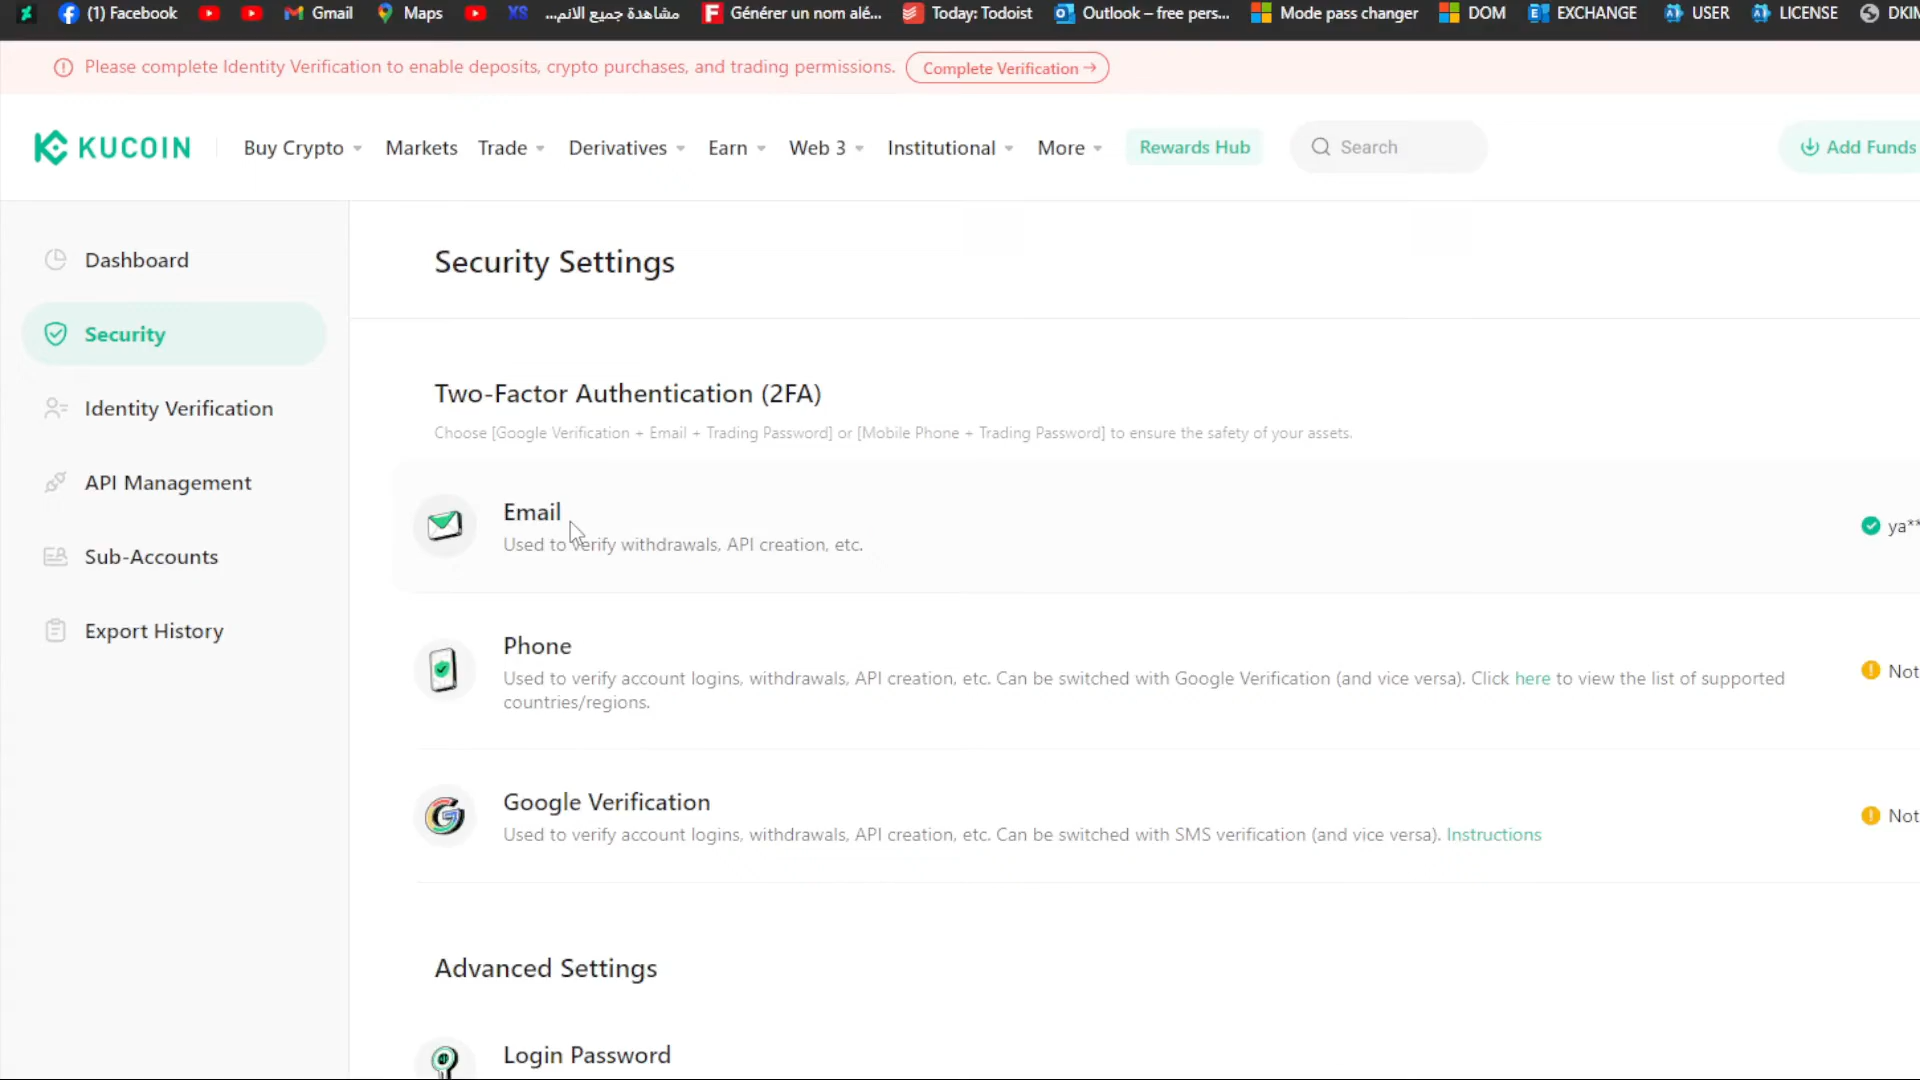 (1) Facebook Gmail Maps XS مشاهدة جميع الانم... Générer un nom alé... Today: Todoist Outlook – free pers... Mode pass changer DOM EXCHANGE USER LICENSE DKIM
Please complete Identity Verification to enable deposits, crypto purchases, and trading permissions. Complete Verification →
KUCOIN Buy Crypto Markets Trade Derivatives Earn Web 3 Institutional More Rewards Hub Search Add Funds
Dashboard
Security
Identity Verification
API Management
Sub-Accounts
Export History
Security Settings
Two-Factor Authentication (2FA)
Choose [Google Verification + Email + Trading Password] or [Mobile Phone + Trading Password] to ensure the safety of your assets.
Email
Used to verify withdrawals, API creation, etc.
ya**
Phone
Used to verify account logins, withdrawals, API creation, etc. Can be switched with Google Verification (and vice versa). Click here to view the list of supported
countries/regions.
Not
Google Verification
Used to verify account logins, withdrawals, API creation, etc. Can be switched with SMS verification (and vice versa). Instructions
Not
Advanced Settings
Login Password